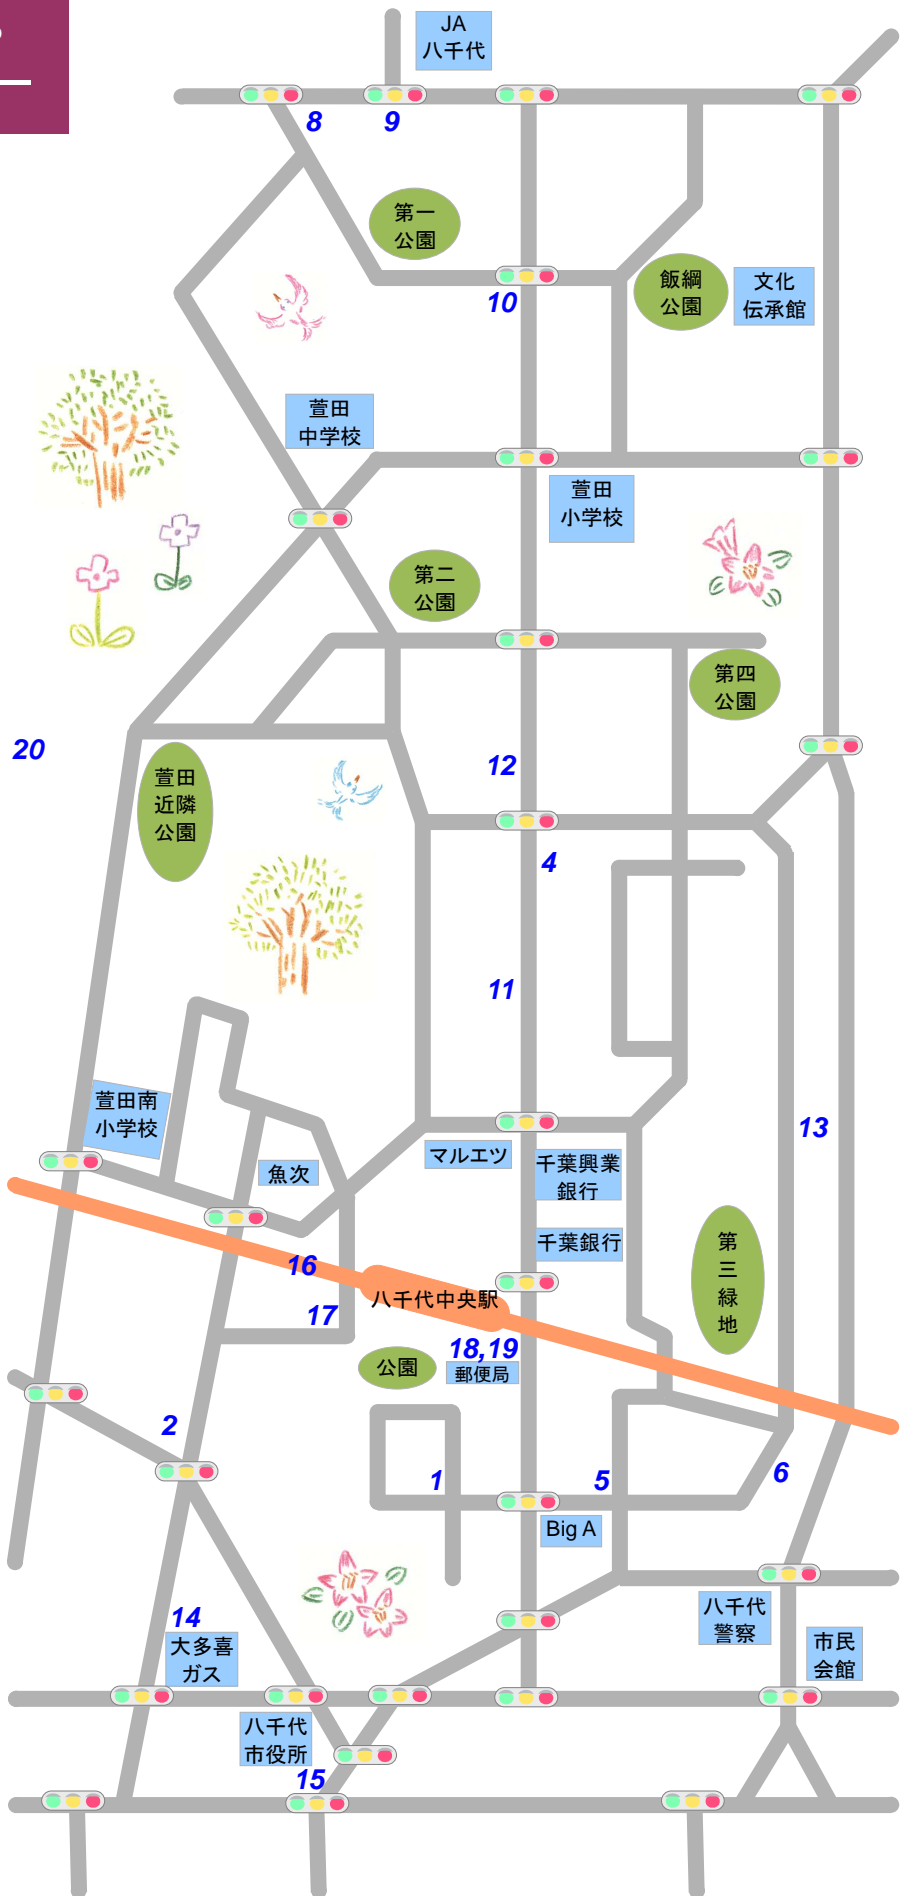 JA
八千代
8
9
第一
公園
10
飯綱
公園
文化
伝承館
萱田
中学校
萱田
小学校
第二
公園
第四
公園
20
12
萱田
近隣
公園
4
11
萱田南
小学校
13
魚次
マルエツ
千葉興業
銀行
千葉銀行
第
三
緑
地
16
八千代中央駅
17
18,19
郵便局
公園
2
1
5
6
Big A
14
大多喜
ガス
八千代
警察
市民
会館
八千代
市役所
15